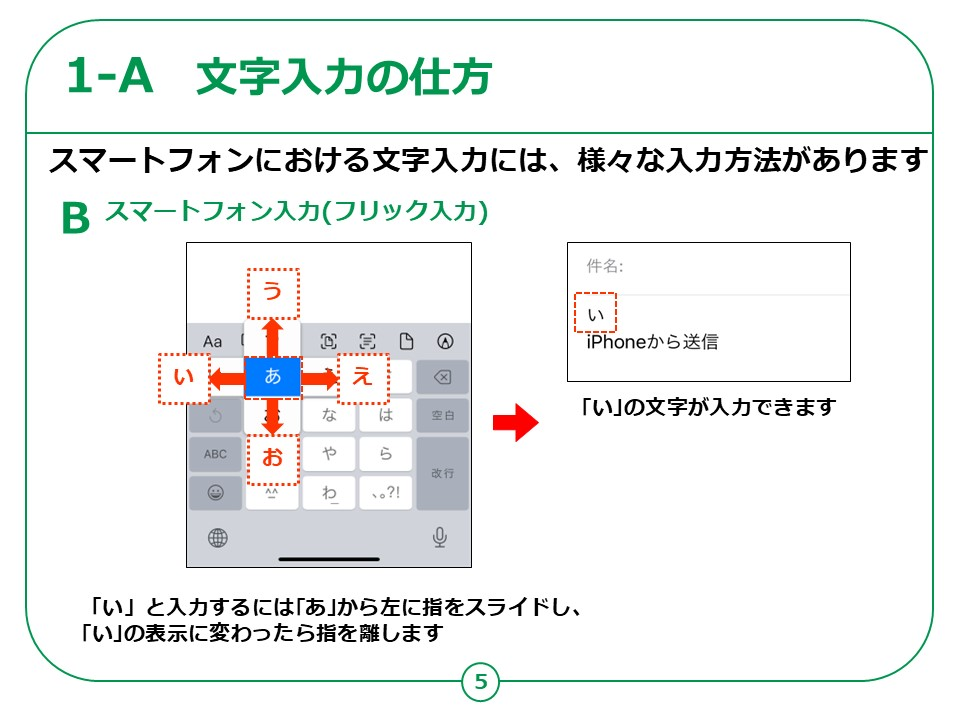 1-A 文字入力の仕方
スマートフォンにおける文字入力には、様々な入力方法があります
B スマートフォン入力(フリック入力)
う
Aa
い あ え
な は 空白
ABC お や ら 改行
^^ わ_ 、。?!
件名:
い
iPhoneから送信
｢い｣の文字が入力できます
「い」と入力するには｢あ｣から左に指をスライドし、
｢い｣の表示に変わったら指を離します
5